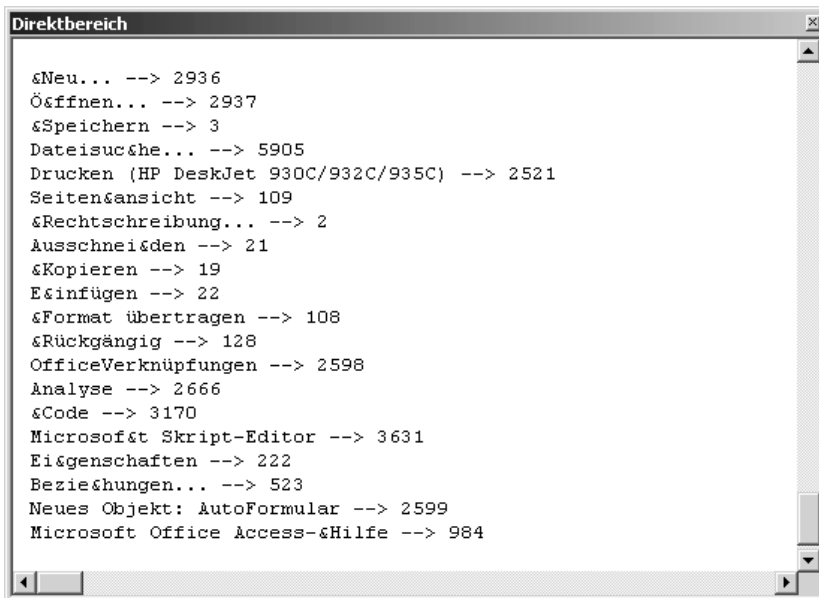 Direktbereich
&Neu... --> 2936
Ö&ffnen... --> 2937
&Speichern --> 3
Dateisuc&he... --> 5905
Drucken (HP DeskJet 930C/932C/935C) --> 2521
Seiten&ansicht --> 109
&Rechtschreibung... --> 2
Ausschnei&den --> 21
&Kopieren --> 19
E&infügen --> 22
&Format übertragen --> 108
&Rückgängig --> 128
OfficeVerknüpfungen --> 2598
Analyse --> 2666
&Code --> 3170
Microsof&t Skript-Editor --> 3631
Ei&genschaften --> 222
Bezie&hungen... --> 523
Neues Objekt: AutoFormular --> 2599
Microsoft Office Access-&Hilfe --> 984